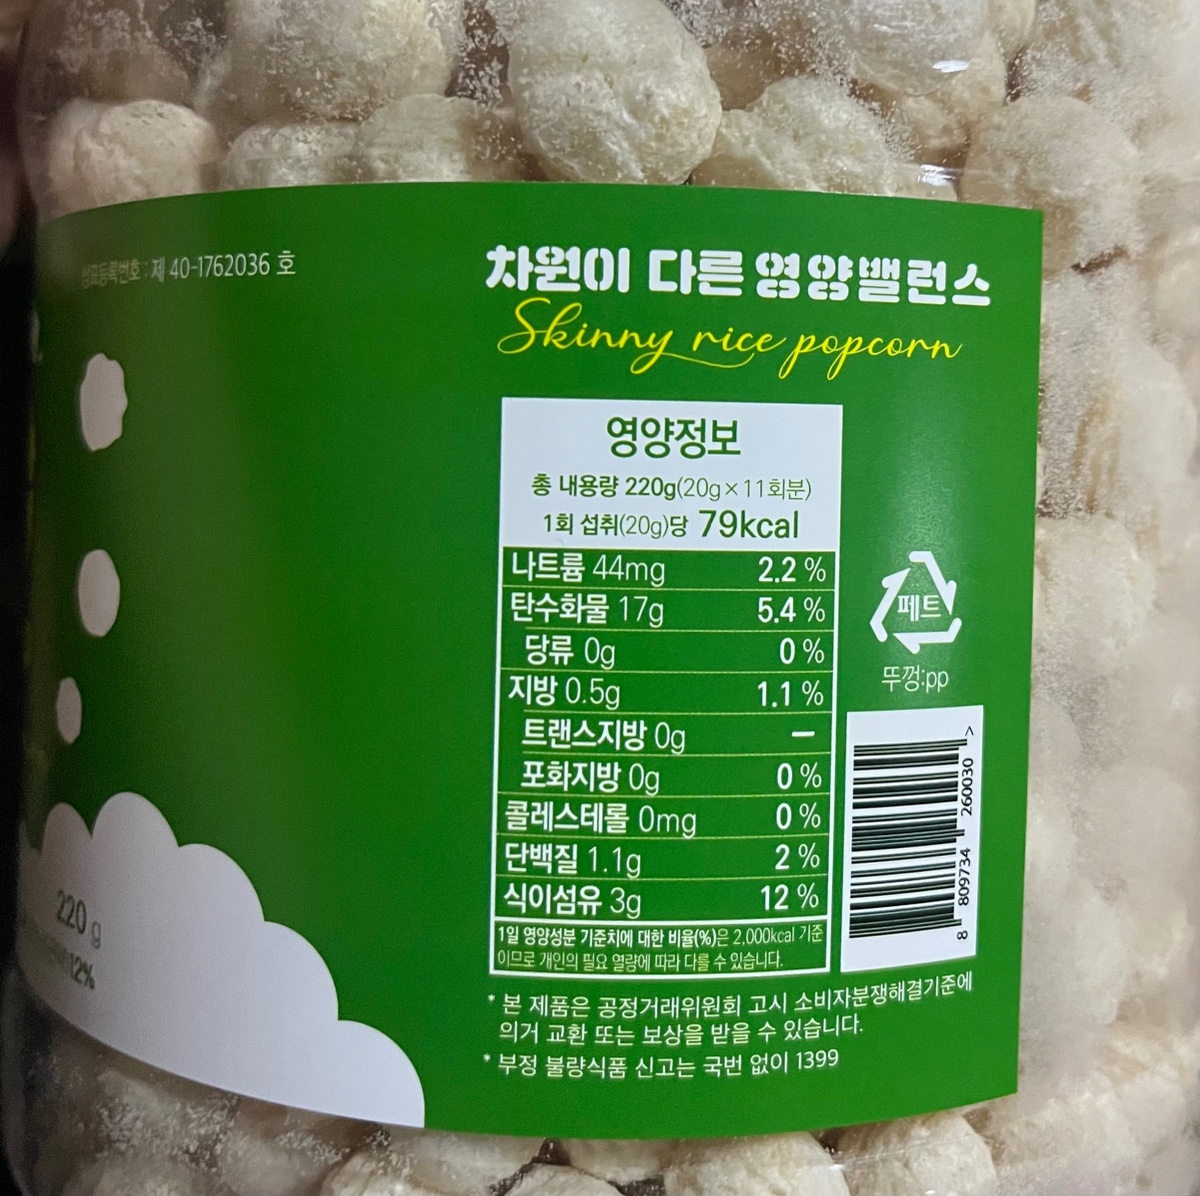 상표등록번호 : 제 40-1762036 호
차원이 다른 영양밸런스
Skinny rice popcorn
영양정보
총 내용량 220g(20g×11회분)
1회 섭취(20g)당 79kcal
나트륨 44mg 2.2 %
탄수화물 17g 5.4 %
당류 0g 0 %
지방 0.5g 1.1 %
트랜스지방 0g —
포화지방 0g 0 %
콜레스테롤 0mg 0 %
단백질 1.1g 2 %
식이섬유 3g 12 %
1일 영양성분 기준치에 대한 비율(%)은 2,000kcal 기준
이므로 개인의 필요 열량에 따라 다를 수 있습니다.
페트
뚜껑:pp
8 809734 260030 >
220 g
12%
* 본 제품은 공정거래위원회 고시 소비자분쟁해결기준에
의거 교환 또는 보상을 받을 수 있습니다.
* 부정 불량식품 신고는 국번 없이 1399